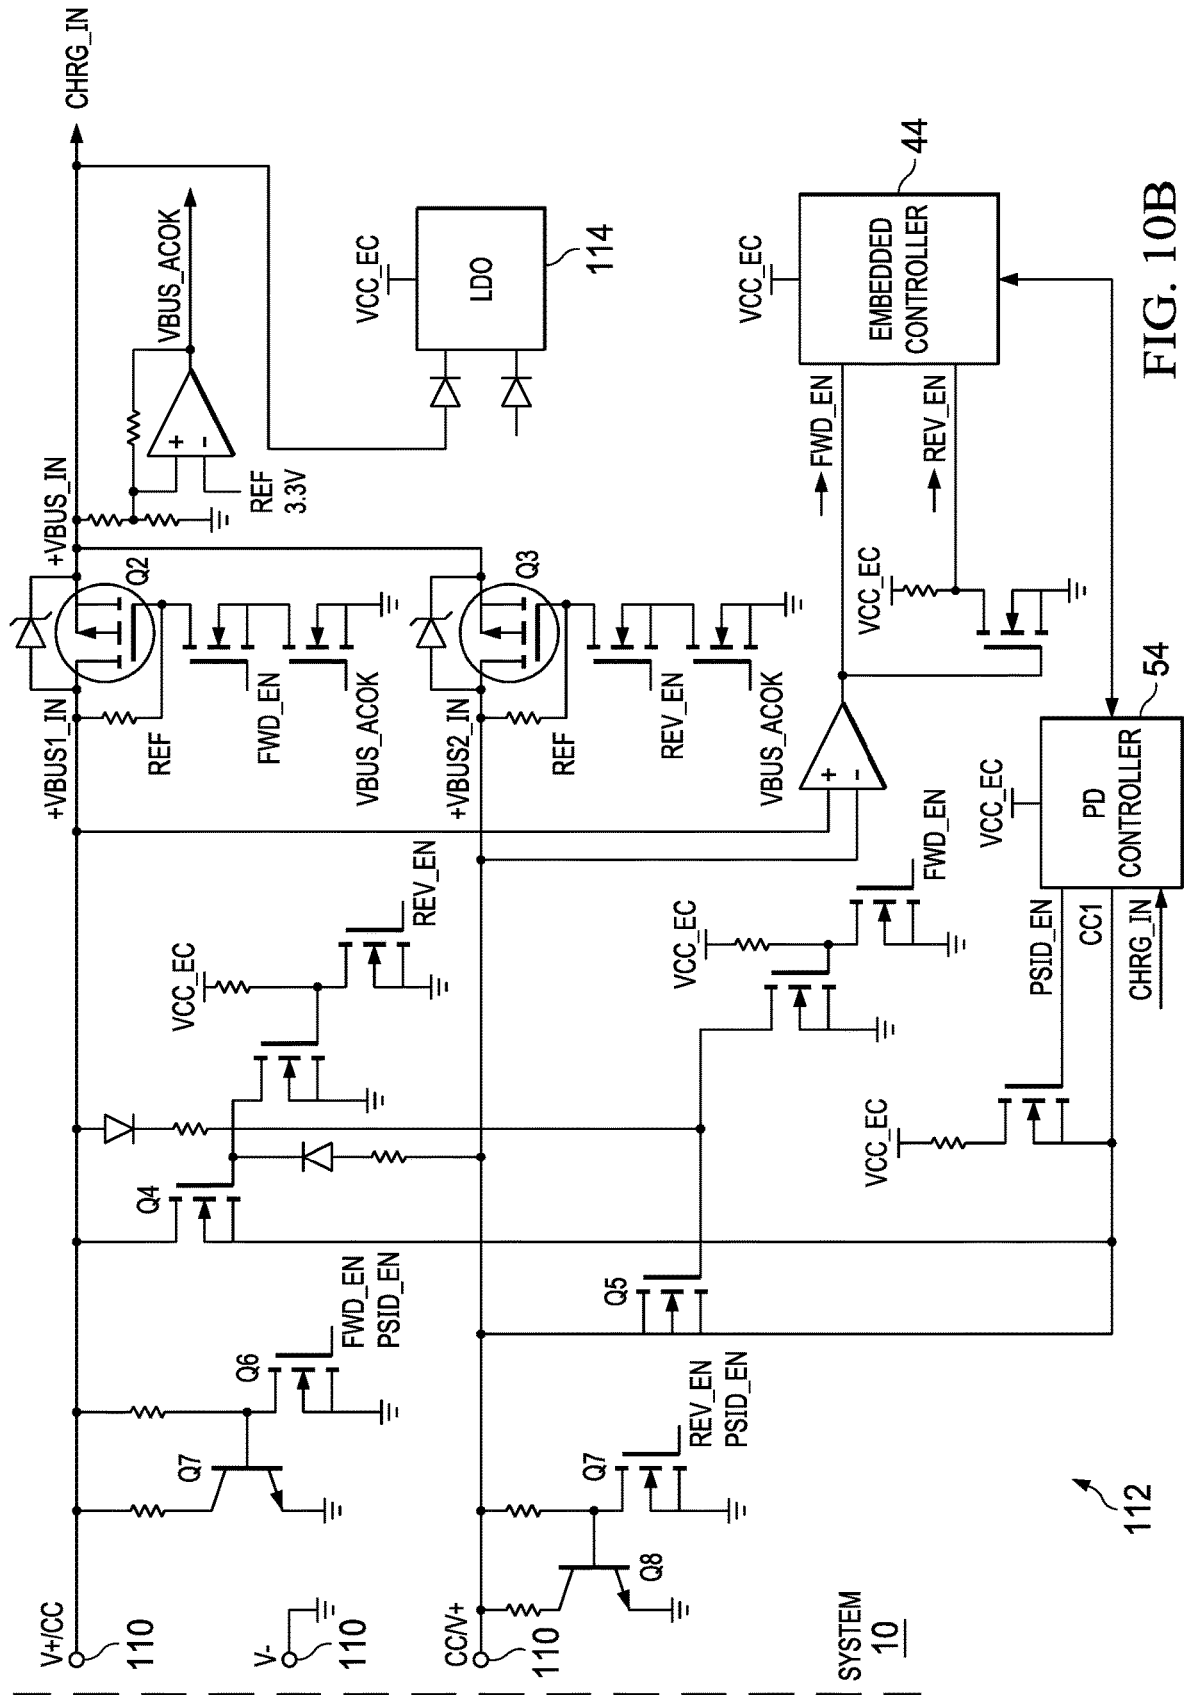 V+/CC
110
V-
110
CC/V+
110
SYSTEM
10
112
Q7
Q6
FWD_EN
PSID_EN
Q8
Q7
REV_EN
PSID_EN
Q4
Q5
VCC_EC
REV_EN
VCC_EC
FWD_EN
VCC_EC
PSID_EN
CC1
CHRG_IN
VCC_EC
PD
CONTROLLER
54
+VBUS1_IN
REF
Q2
+VBUS_IN
FWD_EN
VBUS_ACOK
+VBUS2_IN
REF
Q3
REV_EN
VBUS_ACOK
+
-
VCC_EC
REF
3.3V
+
-
VBUS_ACOK
CHRG_IN
VCC_EC
LDO
114
FWD_EN
REV_EN
VCC_EC
EMBEDDED
CONTROLLER
44
FIG. 10B